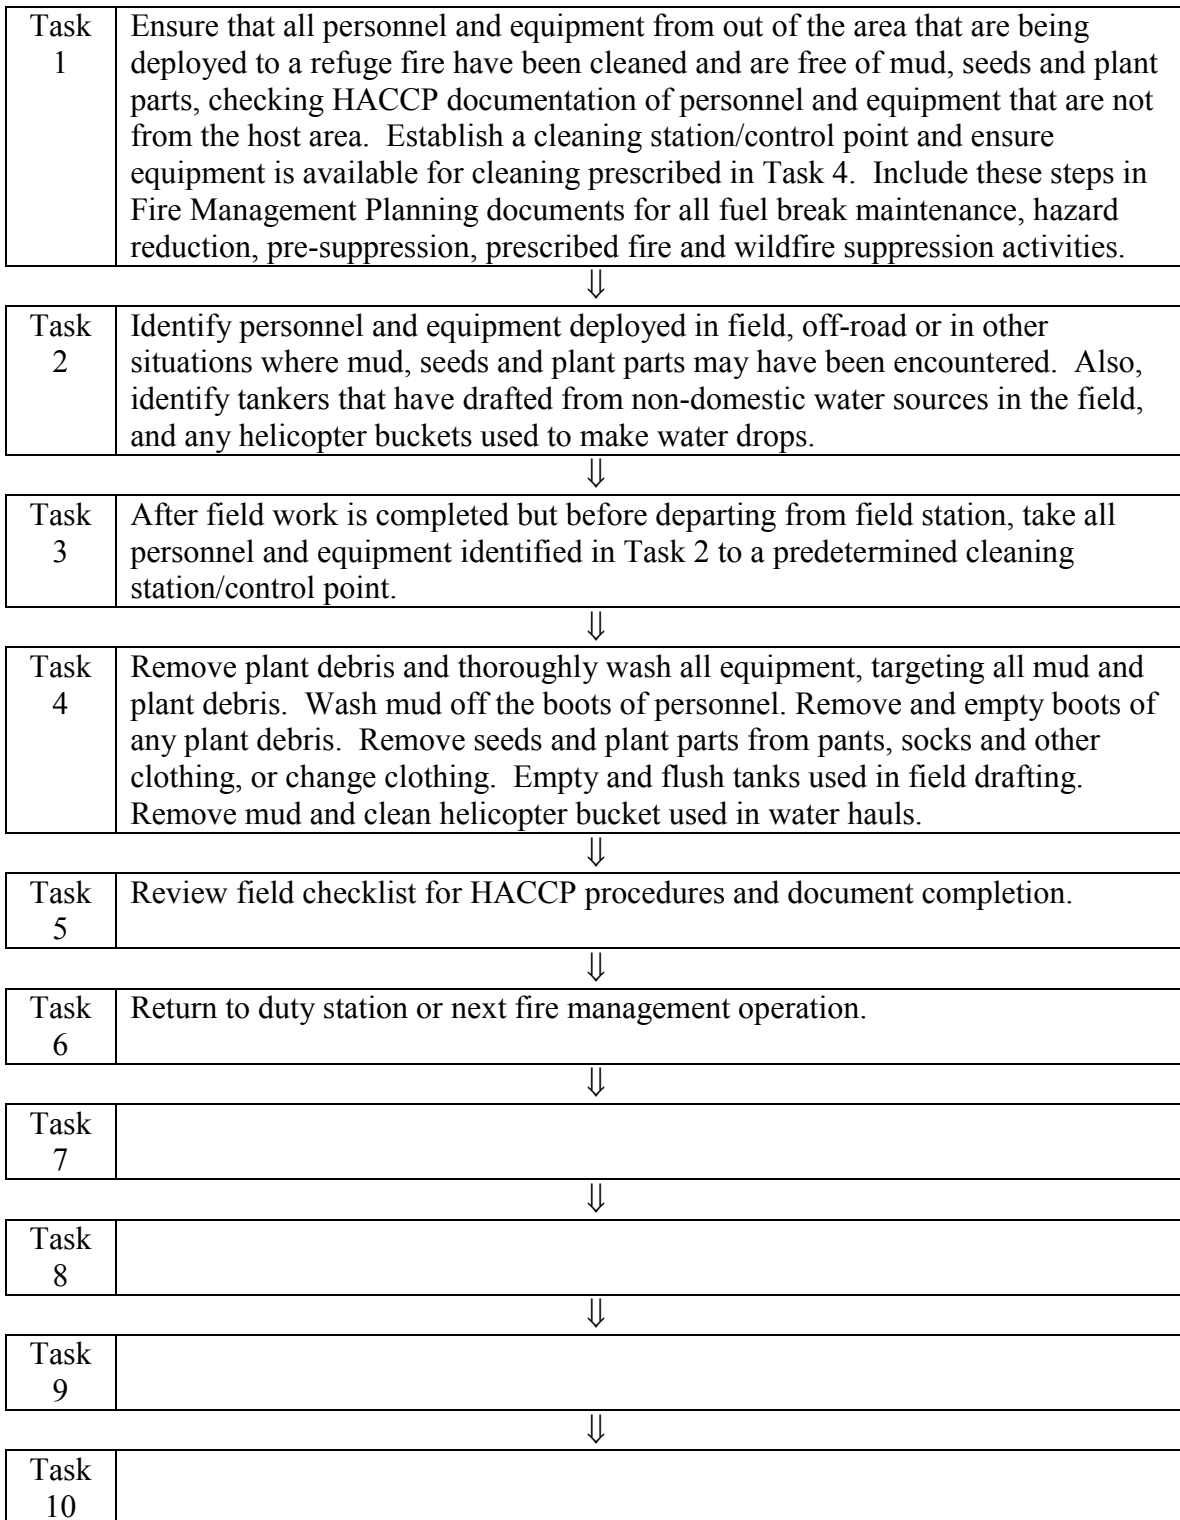 Task
1
Ensure that all personnel and equipment from out of the area that are being
deployed to a refuge fire have been cleaned and are free of mud, seeds and plant
parts, checking HACCP documentation of personnel and equipment that are not
from the host area.  Establish a cleaning station/control point and ensure
equipment is available for cleaning prescribed in Task 4.  Include these steps in
Fire Management Planning documents for all fuel break maintenance, hazard
reduction, pre-suppression, prescribed fire and wildfire suppression activities.
⇓
Task
2
Identify personnel and equipment deployed in field, off-road or in other
situations where mud, seeds and plant parts may have been encountered.  Also,
identify tankers that have drafted from non-domestic water sources in the field,
and any helicopter buckets used to make water drops.
⇓
Task
3
After field work is completed but before departing from field station, take all
personnel and equipment identified in Task 2 to a predetermined cleaning
station/control point.
⇓
Task
4
Remove plant debris and thoroughly wash all equipment, targeting all mud and
plant debris.  Wash mud off the boots of personnel. Remove and empty boots of
any plant debris.  Remove seeds and plant parts from pants, socks and other
clothing, or change clothing.  Empty and flush tanks used in field drafting.
Remove mud and clean helicopter bucket used in water hauls.
⇓
Task
5
Review field checklist for HACCP procedures and document completion.
⇓
Task
6
Return to duty station or next fire management operation.
⇓
Task
7
⇓
Task
8
⇓
Task
9
⇓
Task
10